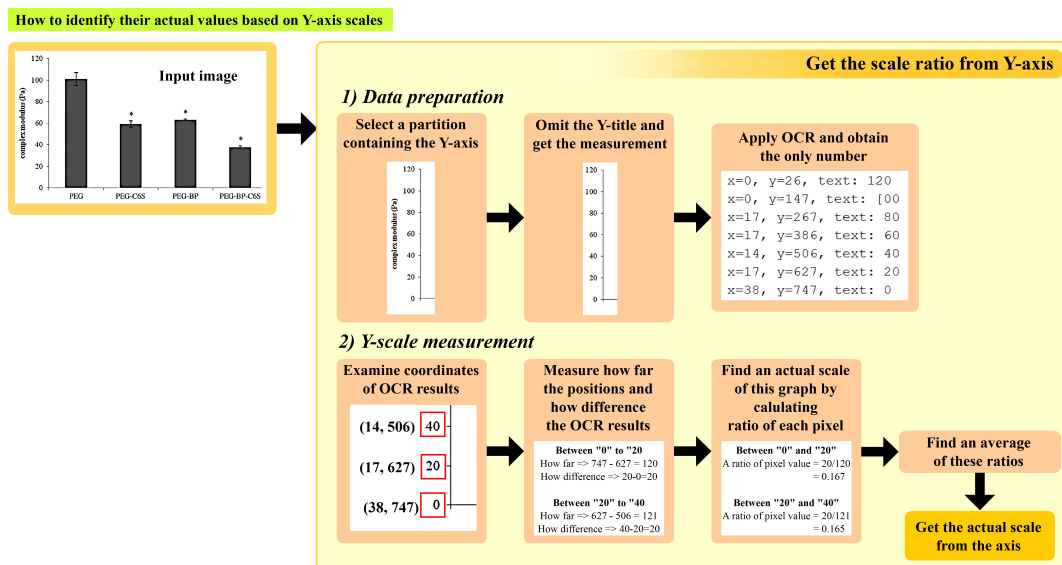 How to identify their actual values based on Y-axis scales
Input image
complex modulus (Pa)
120
100
80
60
40
20
0
*
*
*
PEG
PEG-C6S
PEG-BP
PEG-BP-C6S
Get the scale ratio from Y-axis
1) Data preparation
Select a partition
containing the Y-axis
complex modulus (Pa)
120
100
80
60
40
20
0
Omit the Y-title and
get the measurement
120
100
80
60
40
20
0
Apply OCR and obtain
the only number
x=0, y=26, text: 120
x=0, y=147, text: [00
x=17, y=267, text: 80
x=17, y=386, text: 60
x=14, y=506, text: 40
x=17, y=627, text: 20
x=38, y=747, text: 0
2) Y-scale measurement
Examine coordinates
of OCR results
(14, 506) 40
(17, 627) 20
(38, 747) 0
Measure how far
the positions and
how difference
the OCR results
Between "0" to "20
How far => 747 - 627 = 120
How difference => 20-0=20
Between "20" to "40
How far => 627 - 506 = 121
How difference => 40-20=20
Find an actual scale
of this graph by
calulating
ratio of each pixel
Between "0" and "20"
A ratio of pixel value = 20/120
= 0.167
Between "20" and "40"
A ratio of pixel value = 20/121
= 0.165
Find an average
of these ratios
Get the actual scale
from the axis